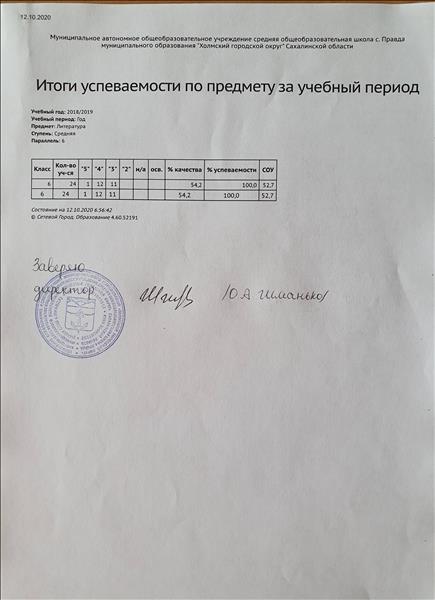 12.10.2020
Муниципальное автономное общеобразовательное учреждение средняя общеобразовательная школа с. Правда
муниципального образования "Холмский городской округ" Сахалинской области
Итоги успеваемости по предмету за учебный период
Учебный год: 2018/2019
Учебный период: Год
Предмет: Литература
Ступень: Средняя
Параллель: 6
Класс Кол-во уч-ся "5" "4" "3" "2" н/а осв. % качества % успеваемости СОУ
6 24 1 12 11 54,2 100,0 52,7
6 24 1 12 11 54,2 100,0 52,7
Состояние на 12.10.2020 6:56:42
© Сетевой Город. Образование 4.60.52191
Заверяю
директор /Ю А Шманько/